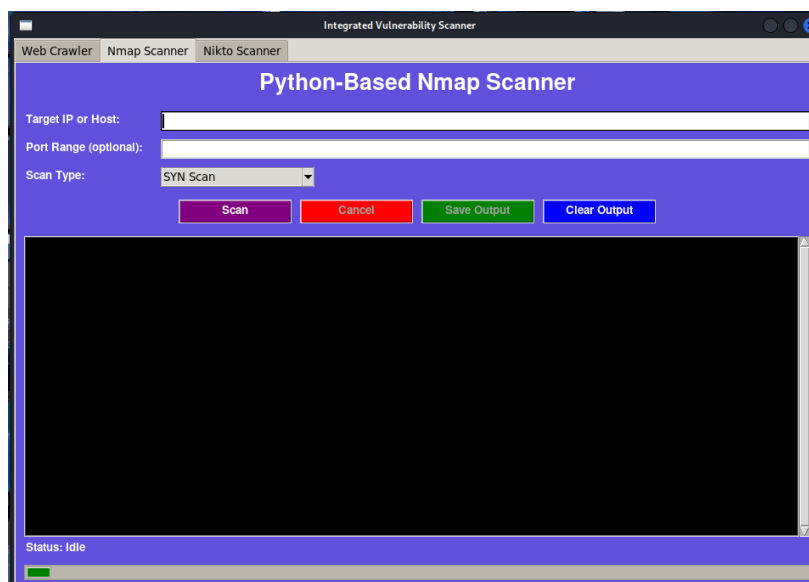 Integrated Vulnerability Scanner
Web Crawler Nmap Scanner Nikto Scanner
Python-Based Nmap Scanner
Target IP or Host:
Port Range (optional):
Scan Type: SYN Scan
Scan Cancel Save Output Clear Output
Status: Idle